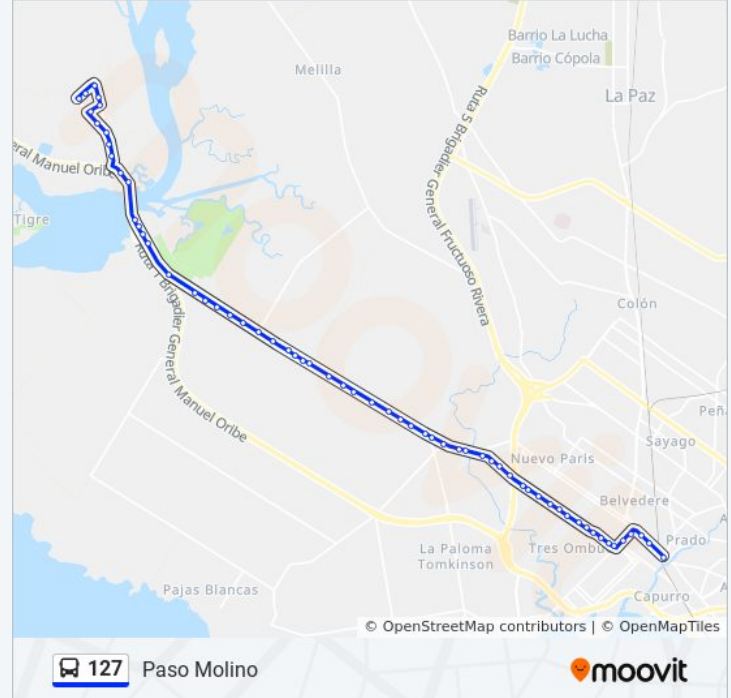 Barrio La Lucha
Barrio Cópola
Melilla
La Paz
Ruta 5 Brigadier General Fructuoso Rivera
eral Manuel Oribe
Tigre
Ruta 1 Brigadier General Manuel Oribe
Colón
Peñ
Sayago
Nuevo París
Belvedere
Prado
La Paloma
Tomkinson
Tres Ombú
Capurro
A
Pajas Blancas
© OpenStreetMap contributors | © OpenMapTiles
127 Paso Molino
moovit